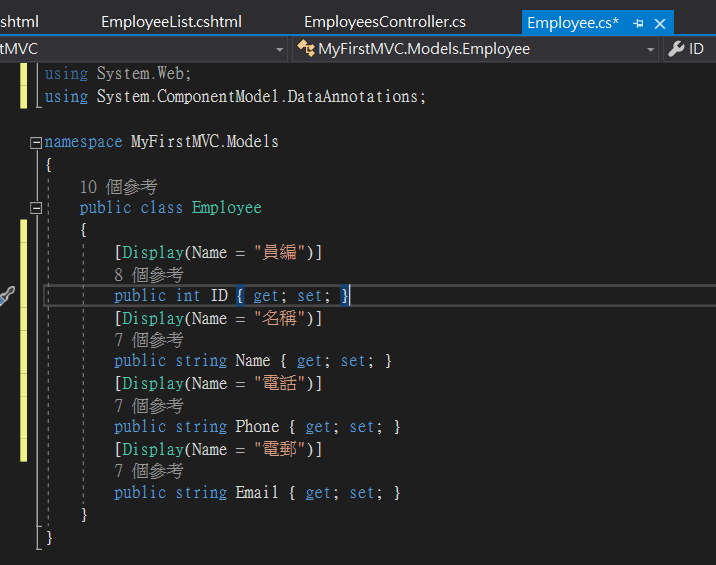 shtml EmployeeList.cshtml EmployeesController.cs Employee.cs*
tMVC MyFirstMVC.Models.Employee ID
using System.Web;
using System.ComponentModel.DataAnnotations;
namespace MyFirstMVC.Models
{
10 個參考
public class Employee
{
[Display(Name = "員編")]
8 個參考
public int ID { get; set; }
[Display(Name = "名稱")]
7 個參考
public string Name { get; set; }
[Display(Name = "電話")]
7 個參考
public string Phone { get; set; }
[Display(Name = "電郵")]
7 個參考
public string Email { get; set; }
}
}